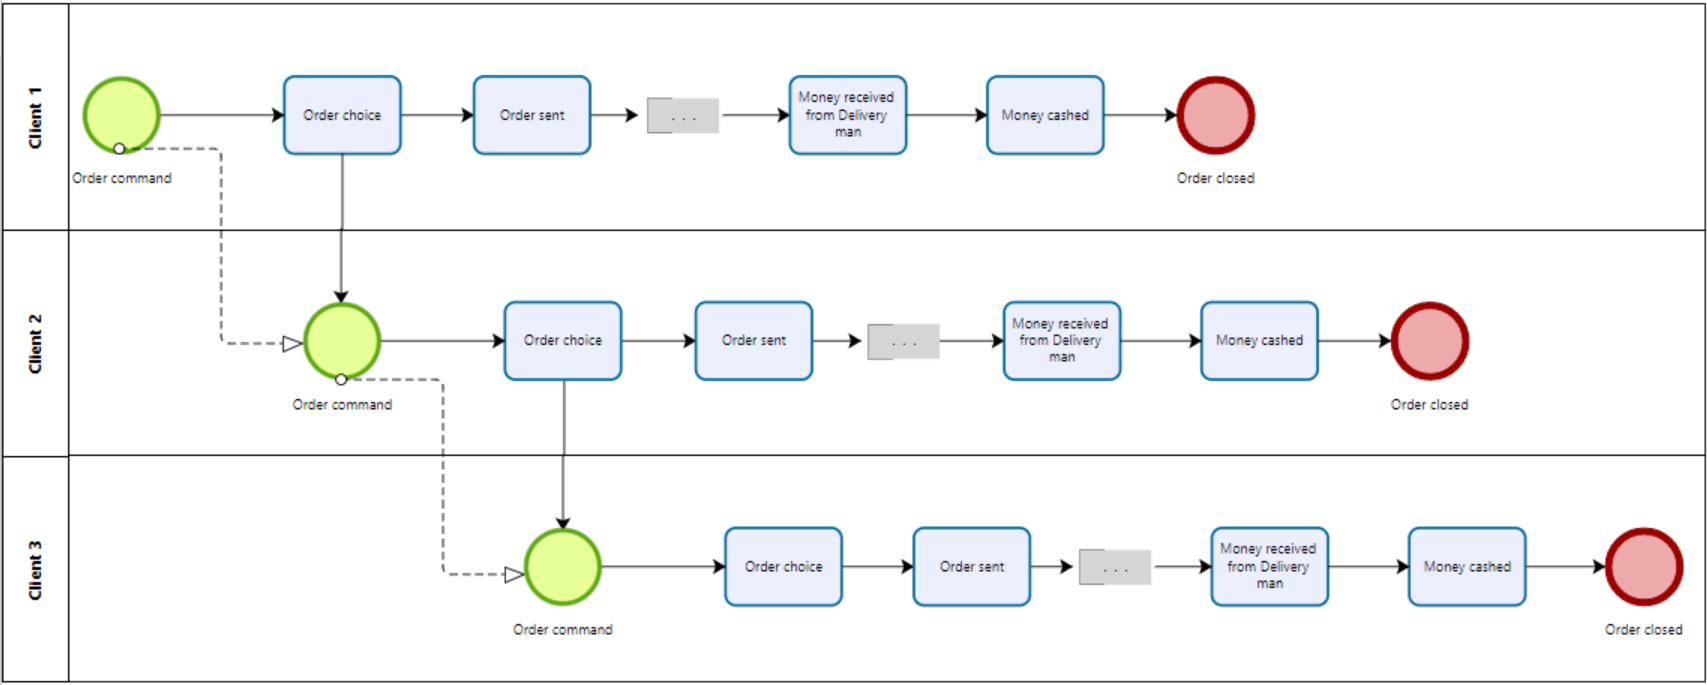 Client 1
Order command
Order choice
Order sent
. . .
Money received
from Delivery
man
Money cashed
Order closed
Client 2
Order command
Order choice
Order sent
. . .
Money received
from Delivery
man
Money cashed
Order closed
Client 3
Order command
Order choice
Order sent
. . .
Money received
from Delivery
man
Money cashed
Order closed